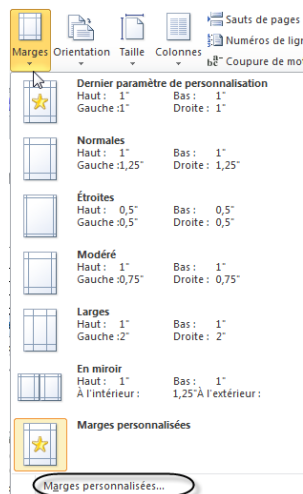 Sauts de pages
Numéros de lign
Marges Orientation Taille Colonnes
Coupure de mo
Dernier paramètre de personnalisation
Haut : 1" Bas : 1"
Gauche :1" Droite : 1"
Normales
Haut : 1" Bas : 1"
Gauche :1,25" Droite : 1,25"
Étroites
Haut : 0,5" Bas : 0,5"
Gauche :0,5" Droite : 0,5"
Modéré
Haut : 1" Bas : 1"
Gauche :0,75" Droite : 0,75"
Larges
Haut : 1" Bas : 1"
Gauche :2" Droite : 2"
En miroir
Haut : 1" Bas : 1"
À l'intérieur : 1,25"À l'extérieur :
Marges personnalisées
Marges personnalisées...